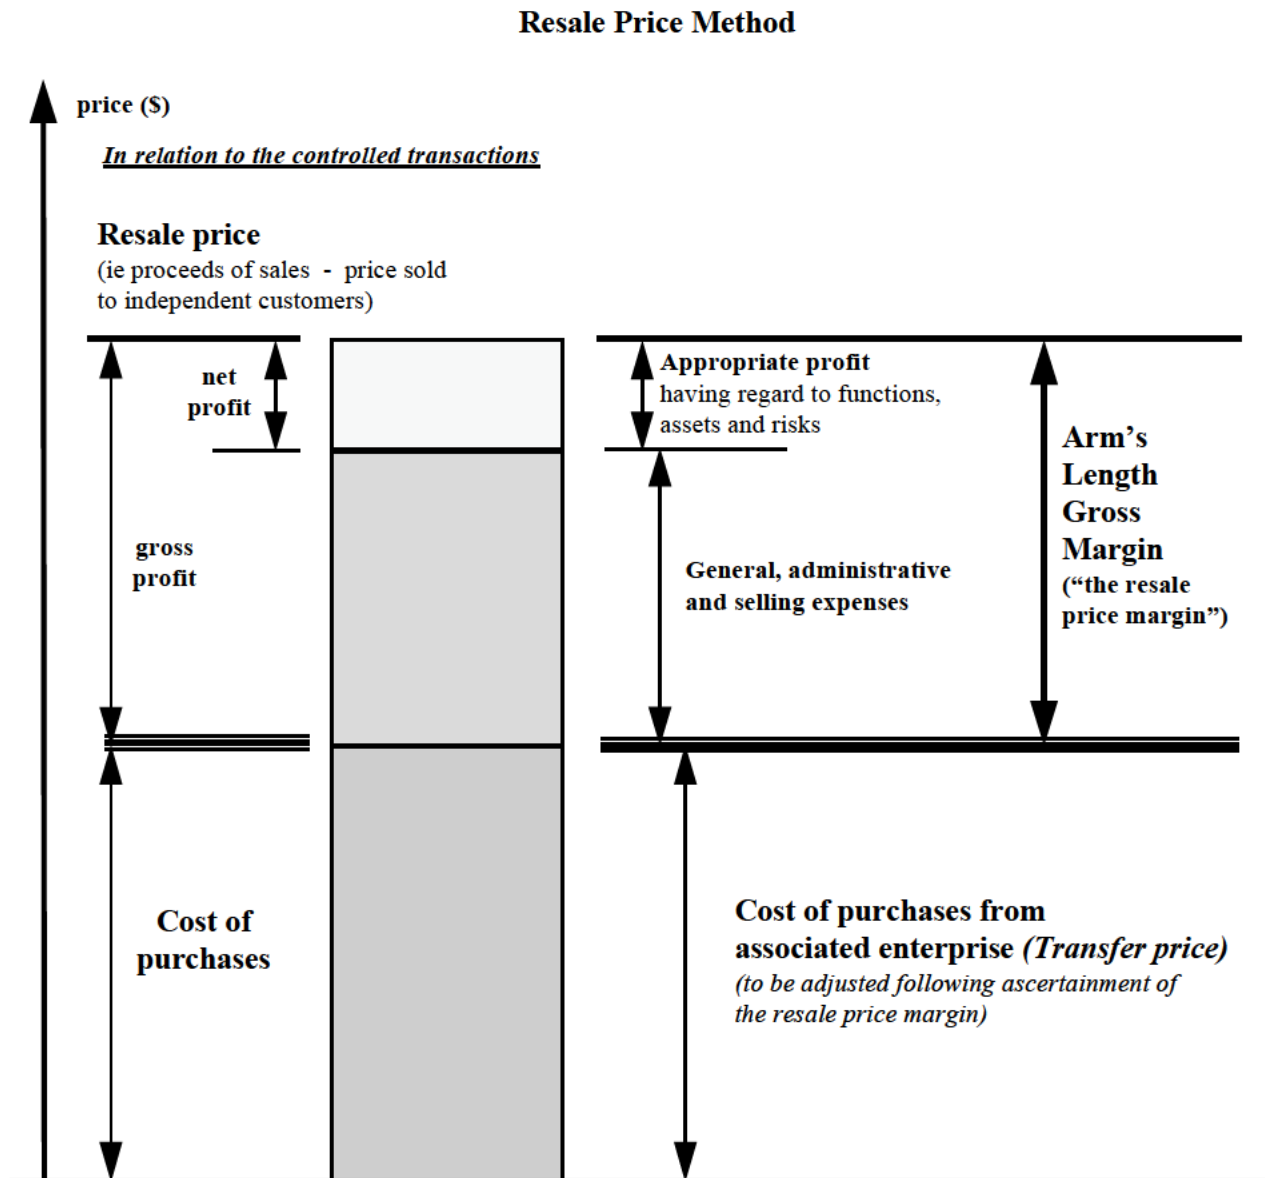 Resale Price Method
price ($)
In relation to the controlled transactions
Resale price
(ie proceeds of sales - price sold
to independent customers)
net
profit
gross
profit
Cost of
purchases
Appropriate profit
having regard to functions,
assets and risks
General, administrative
and selling expenses
Arm’s
Length
Gross
Margin
(“the resale
price margin”)
Cost of purchases from
associated enterprise (Transfer price)
(to be adjusted following ascertainment of
the resale price margin)